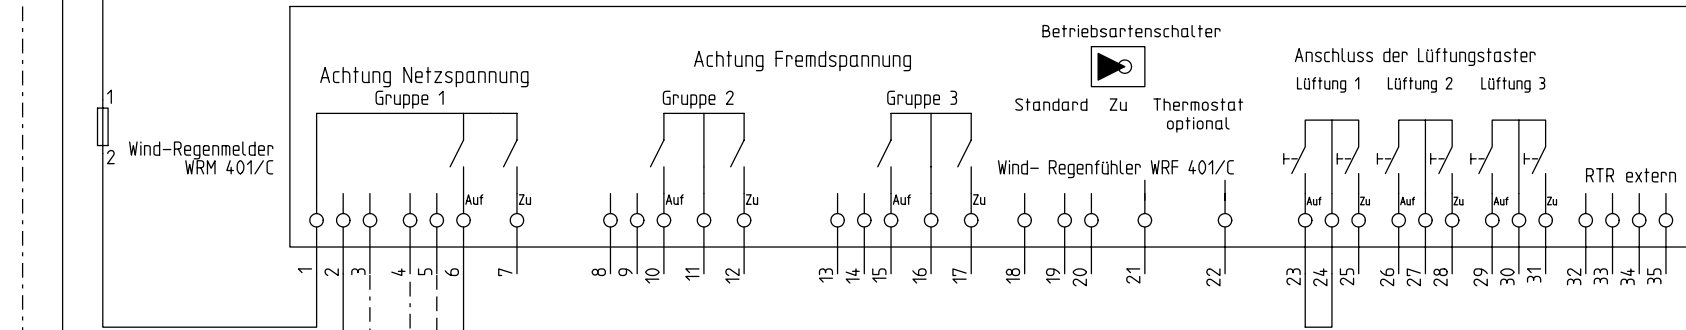 Betriebsartenschalter
Achtung Fremdspannung
Anschluss der Lüftungstaster
Achtung Netzspannung
Lüftung 1 Lüftung 2 Lüftung 3
Gruppe 1 Gruppe 2 Gruppe 3
Standard Zu Thermostat
optional
1
2
Wind-Regenmelder
WRM 401/C
Wind- Regenfühler WRF 401/C
RTR extern
Auf Zu Auf Zu Auf Zu Auf Zu Auf Zu Auf Zu
1 2 3 4 5 6 7 8 9 10 11 12 13 14 15 16 17 18 19 20 21 22 23 24 25 26 27 28 29 30 31 32 33 34 35